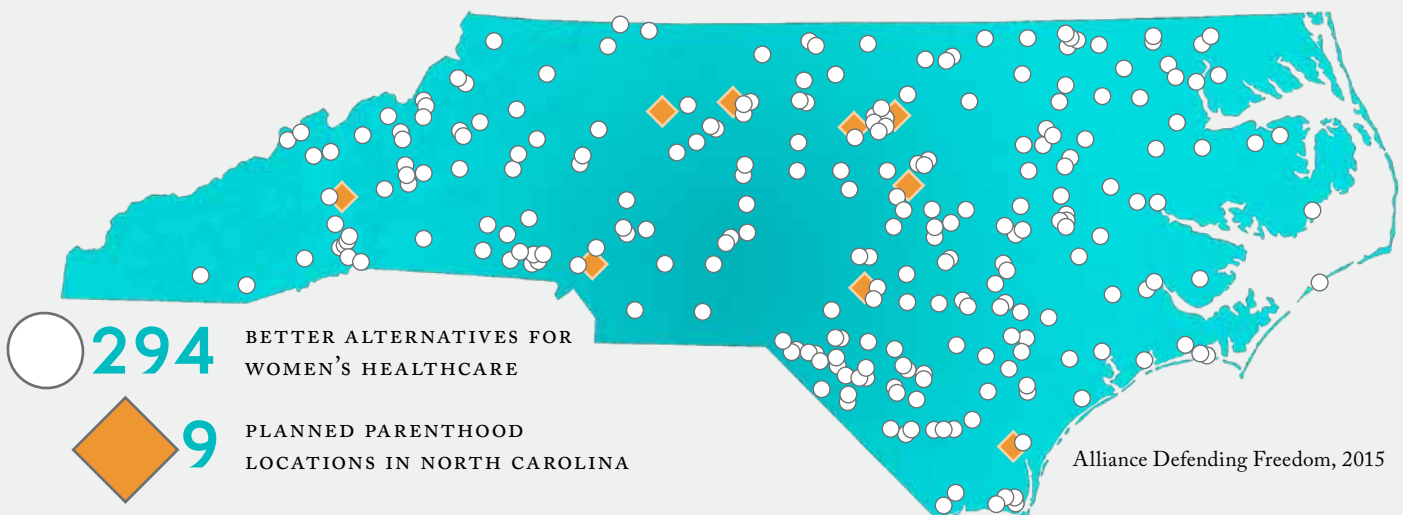 294
BETTER ALTERNATIVES FOR
WOMEN'S HEALTHCARE
9
PLANNED PARENTHOOD
LOCATIONS IN NORTH CAROLINA
Alliance Defending Freedom, 2015